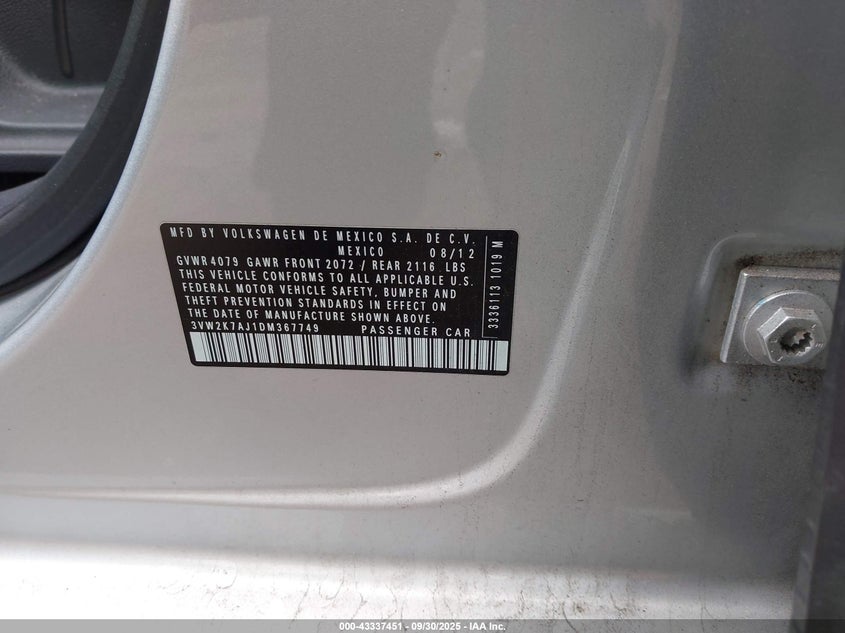 MFD BY VOLKSWAGEN DE MEXICO S.A. DE C.V.
MEXICO 08/12
GVWR 4079 GAWR FRONT 2072 / REAR 2116 LBS
THIS VEHICLE CONFORMS TO ALL APPLICABLE U.S.
FEDERAL MOTOR VEHICLE SAFETY, BUMPER AND
THEFT PREVENTION STANDARDS IN EFFECT ON
THE DATE OF MANUFACTURE SHOWN ABOVE.
3VW2K7AJ1DM367749 PASSENGER CAR
3336113 1019 M
000-43337451 - 09/30/2025 - IAA Inc.